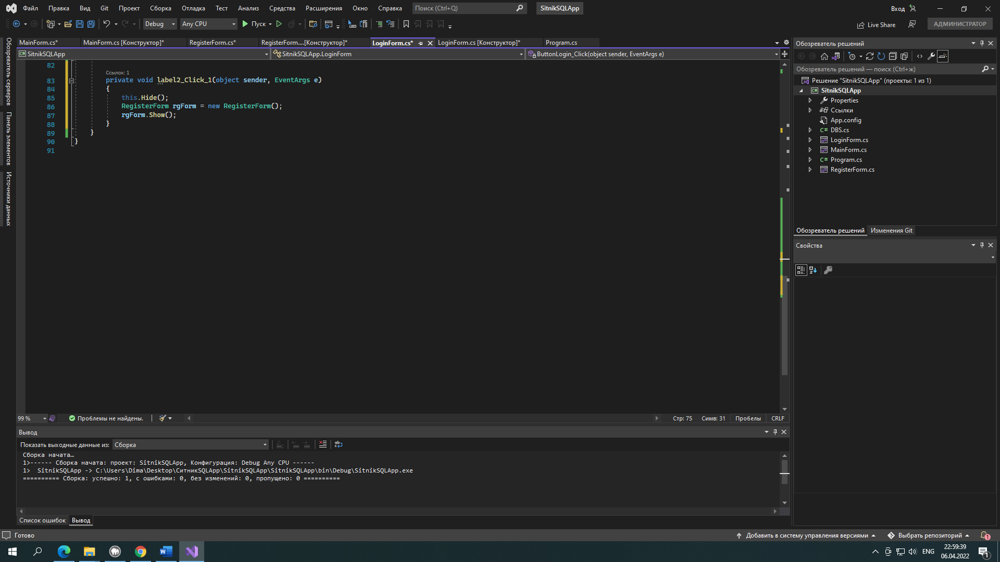 Файл Правка Вид Git Проект Сборка Отладка Тест Анализ Средства Расширения Окно Справка Поиск (Ctrl+Q) SitnikSQLApp Вход
Debug Any CPU Пуск Live Share АДМИНИСТРАТОР
MainForm.cs* MainForm.cs [Конструктор]* RegisterForm.cs* RegisterForm....[Конструктор]* LoginForm.cs* LoginForm.cs [Конструктор]* Program.cs
SitnikSQLApp SitnikSQLApp.LoginForm ButtonLogin_Click(object sender, EventArgs e)
Обозреватель серверов
Панель элементов
Источники данных
82
Ссылок: 1
83 private void label2_Click_1(object sender, EventArgs e)
84 {
85 this.Hide();
86 RegisterForm rgForm = new RegisterForm();
87 rgForm.Show();
88 }
89 }
90 }
91
99 % Проблемы не найдены. Стр: 75 Симв: 31 Пробелы CRLF
Вывод
Показать выходные данные из: Сборка
Сборка начата…
1>------ Сборка начата: проект: SitnikSQLApp, Конфигурация: Debug Any CPU ------
1> SitnikSQLApp -> C:\Users\Dima\Desktop\СитникSQLApp\SitnikSQLApp\SitnikSQLApp\bin\Debug\SitnikSQLApp.exe
========== Сборка: успешно: 1, с ошибками: 0, без изменений: 0, пропущено: 0 ==========
Список ошибок Вывод
Обозреватель решений
Обозреватель решений — поиск (Ctrl+ж)
Решение "SitnikSQLApp" (проекты: 1 из 1)
SitnikSQLApp
Properties
Ссылки
App.config
C# DBS.cs
LoginForm.cs
MainForm.cs
C# Program.cs
RegisterForm.cs
Обозреватель решений Изменения Git
Свойства
Готово Добавить в систему управления версиями Выбрать репозиторий 1
ENG 22:59:39
06.04.2022 1